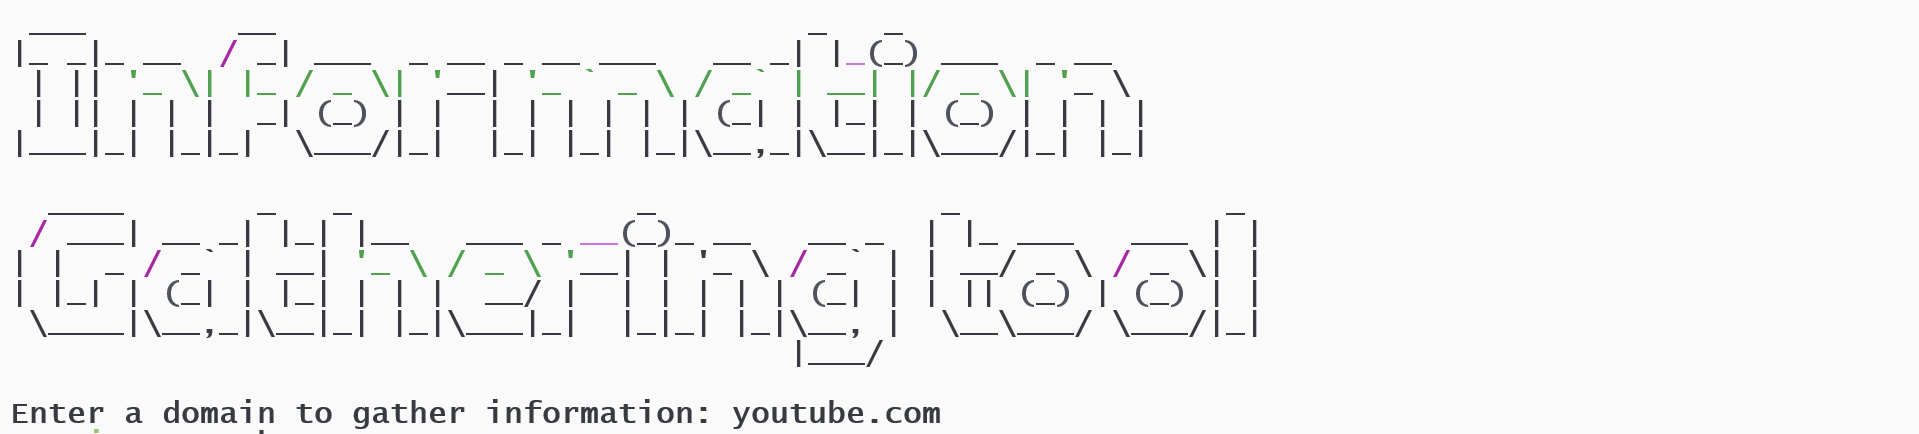 Information
Gathering tool
Enter a domain to gather information: youtube.com